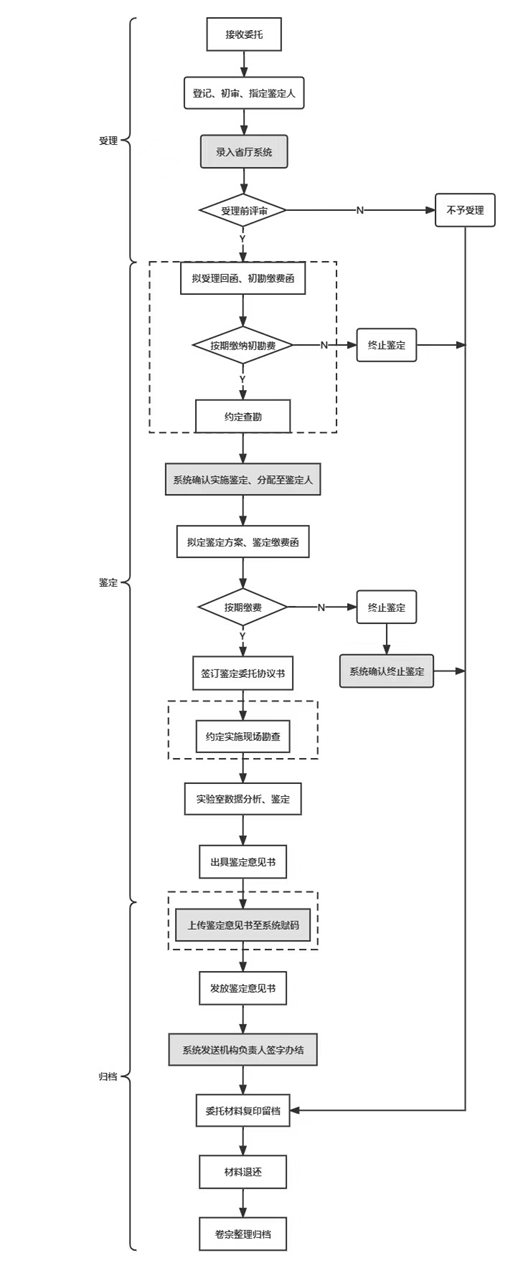 接收委托
登记、初审、指定鉴定人
受理
录入省厅系统
受理前评审
N
不予受理
Y
拟受理回函、初勘缴费函
按期缴纳初勘费
N
终止鉴定
Y
约定查勘
系统确认实施鉴定、分配至鉴定人
拟定鉴定方案、鉴定缴费函
鉴定
按期缴费
N
终止鉴定
Y
签订鉴定委托协议书
系统确认终止鉴定
约定实施现场勘查
实验室数据分析、鉴定
出具鉴定意见书
上传鉴定意见书至系统赋码
发放鉴定意见书
系统发送机构负责人签字办结
归档
委托材料复印留档
材料退还
卷宗整理归档